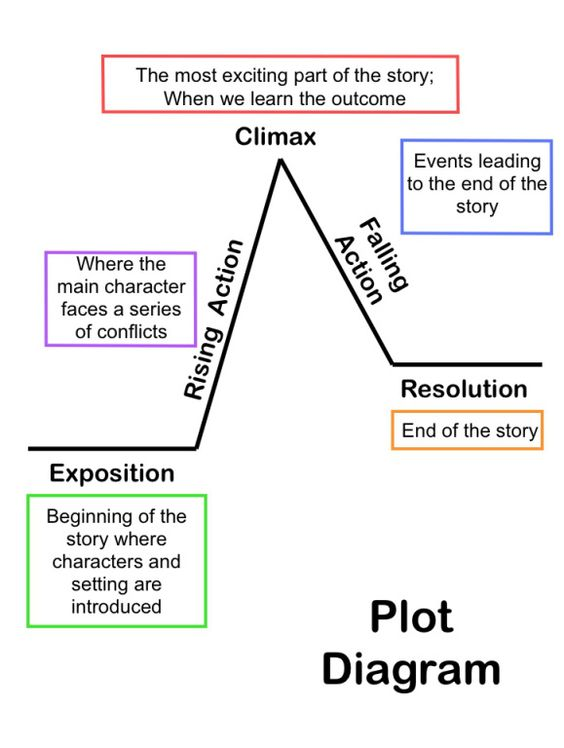 The most exciting part of the story;
When we learn the outcome
Climax
Events leading
to the end of the
story
Falling
Action
Where the
main character
faces a series
of conflicts
Rising Action
Resolution
End of the story
Exposition
Beginning of the
story where
characters and
setting are
introduced
Plot
Diagram